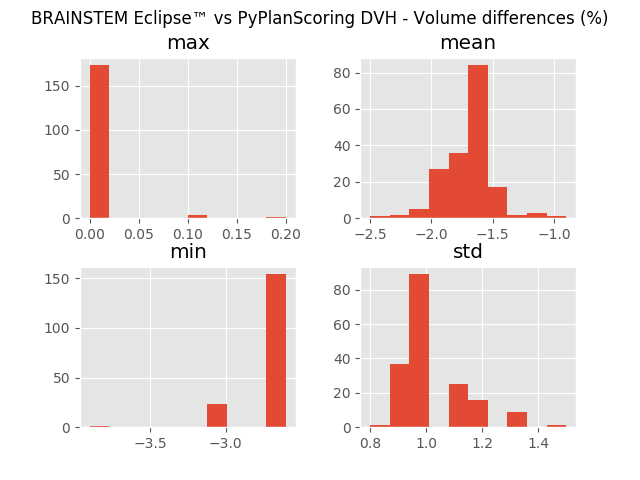 BRAINSTEM Eclipse™ vs PyPlanScoring DVH - Volume differences (%)
max
mean
150
100
50
0
0.00 0.05 0.10 0.15 0.20
80
60
40
20
0
−2.5 −2.0 −1.5 −1.0
min
std
150
100
50
0
−3.5 −3.0
80
60
40
20
0
0.8 1.0 1.2 1.4